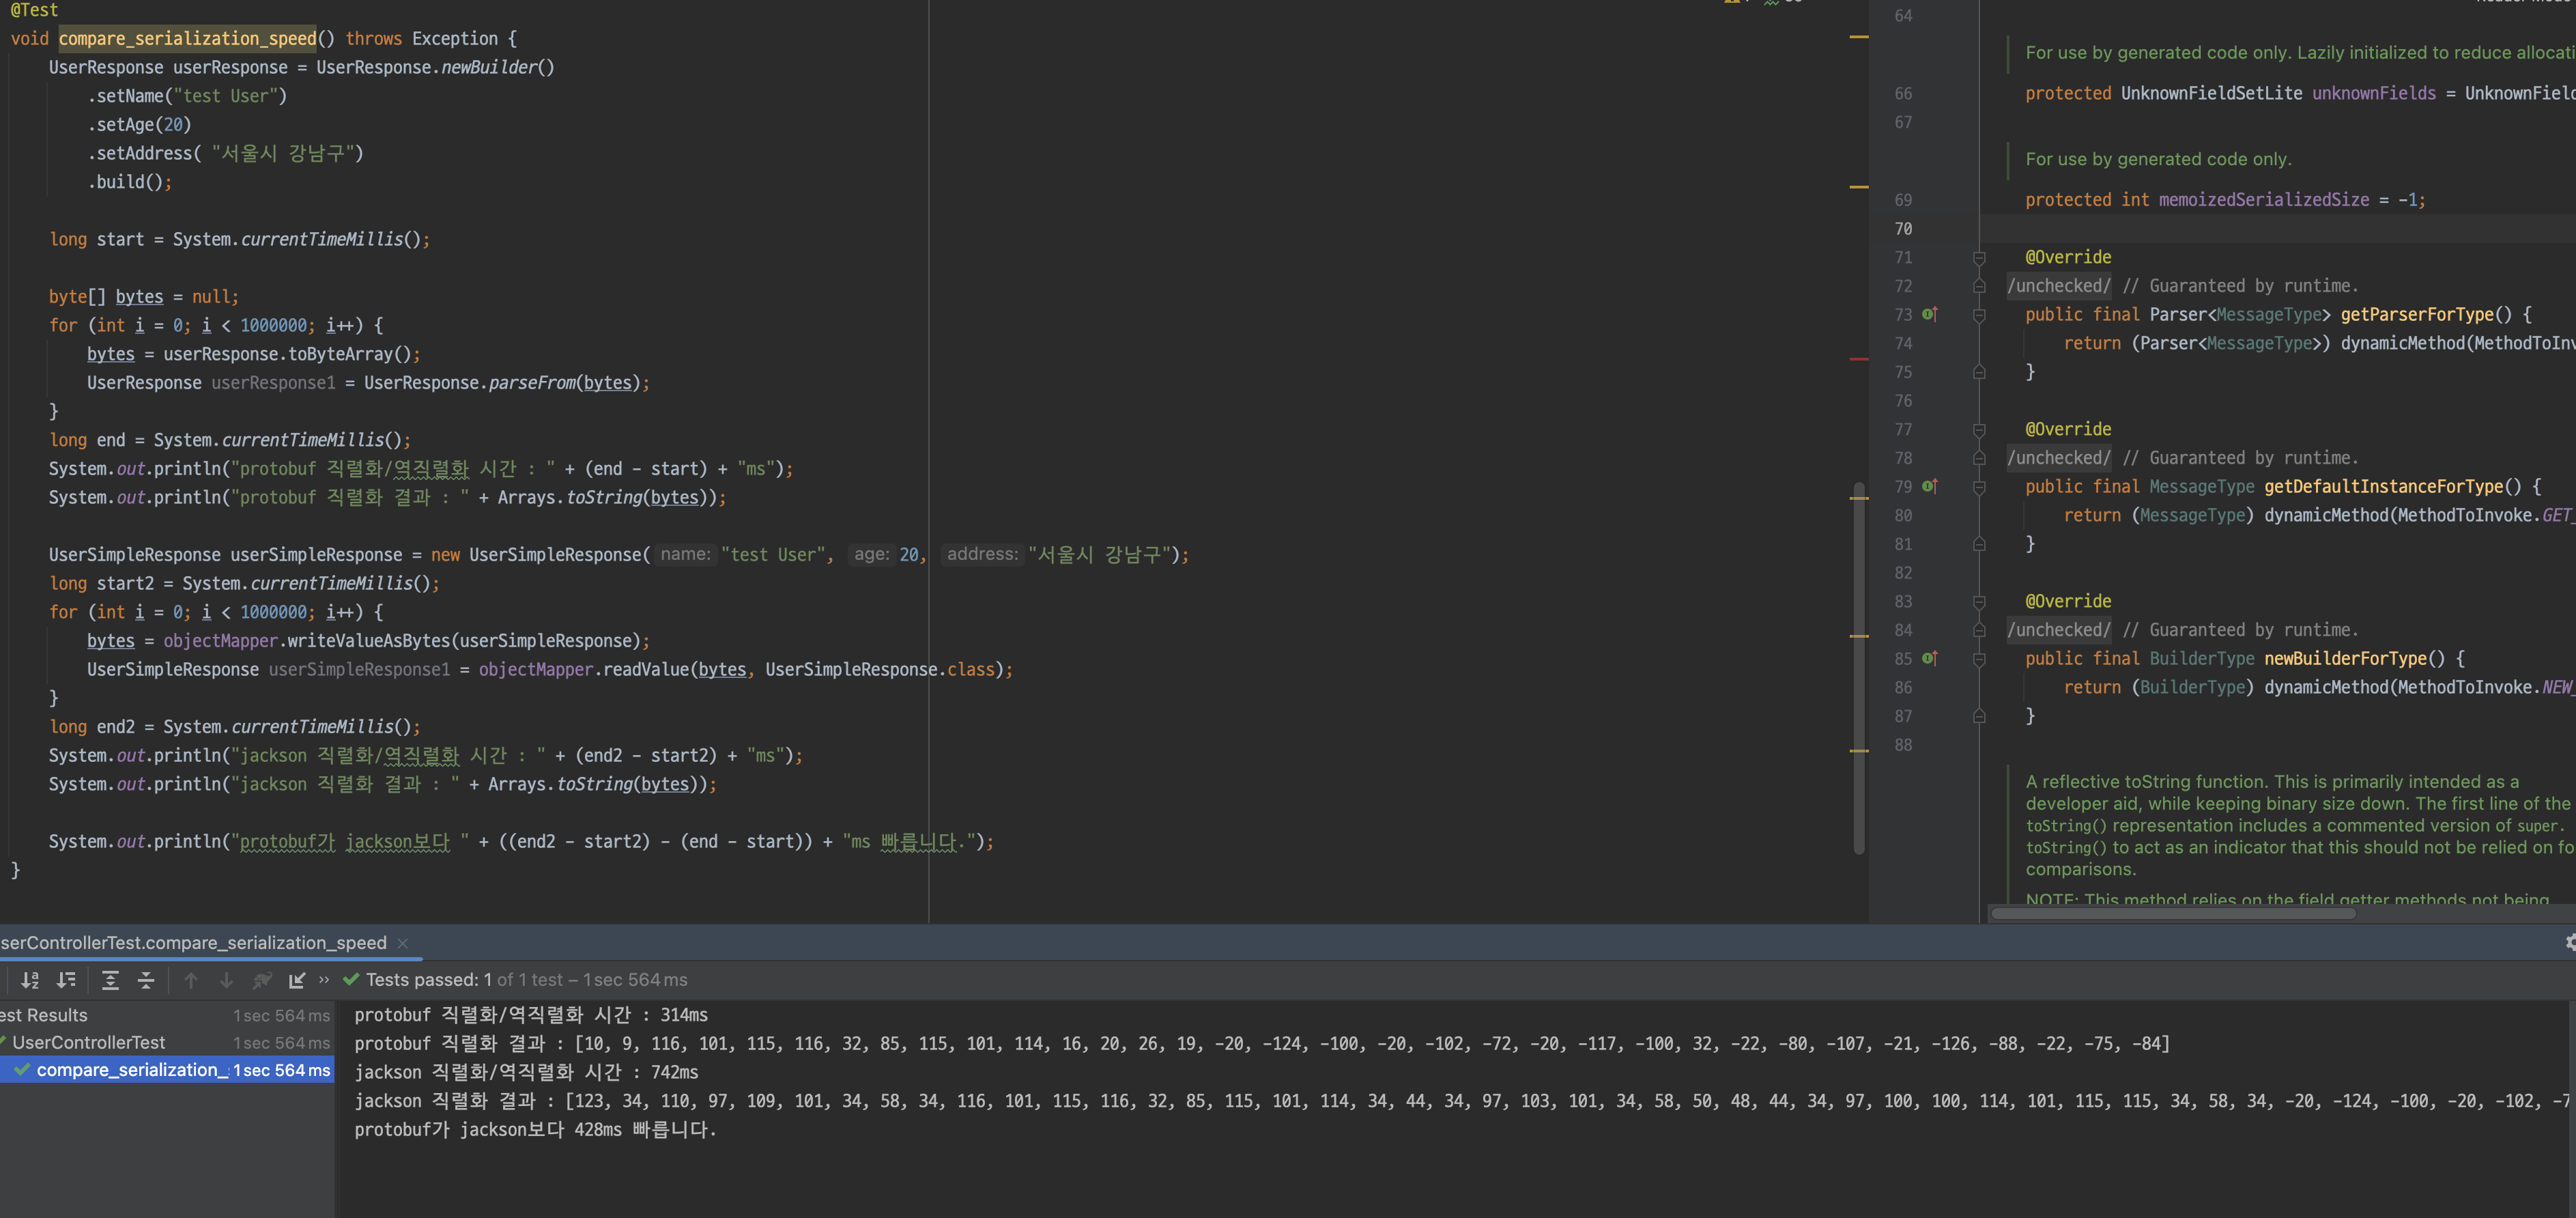 @Test
void compare_serialization_speed() throws Exception {
UserResponse userResponse = UserResponse.newBuilder()
.setName("test User")
.setAge(20)
.setAddress( "서울시 강남구")
.build();
long start = System.currentTimeMillis();
byte[] bytes = null;
for (int i = 0; i < 1000000; i++) {
bytes = userResponse.toByteArray();
UserResponse userResponse1 = UserResponse.parseFrom(bytes);
}
long end = System.currentTimeMillis();
System.out.println("protobuf 직렬화/역직렬화 시간 : " + (end - start) + "ms");
System.out.println("protobuf 직렬화 결과 : " + Arrays.toString(bytes));
UserSimpleResponse userSimpleResponse = new UserSimpleResponse( name: "test User", age: 20, address: "서울시 강남구");
long start2 = System.currentTimeMillis();
for (int i = 0; i < 1000000; i++) {
bytes = objectMapper.writeValueAsBytes(userSimpleResponse);
UserSimpleResponse userSimpleResponse1 = objectMapper.readValue(bytes, UserSimpleResponse.class);
}
long end2 = System.currentTimeMillis();
System.out.println("jackson 직렬화/역직렬화 시간 : " + (end2 - start2) + "ms");
System.out.println("jackson 직렬화 결과 : " + Arrays.toString(bytes));
System.out.println("protobuf가 jackson보다 " + ((end2 - start2) - (end - start)) + "ms 빠릅니다.");
}
64
For use by generated code only. Lazily initialized to reduce allocati
66 protected UnknownFieldSetLite unknownFields = UnknownField
67
For use by generated code only.
69 protected int memoizedSerializedSize = -1;
70
71 @Override
72 /unchecked/ // Guaranteed by runtime.
73 public final Parser<MessageType> getParserForType() {
74 return (Parser<MessageType>) dynamicMethod(MethodToInv
75 }
76
77 @Override
78 /unchecked/ // Guaranteed by runtime.
79 public final MessageType getDefaultInstanceForType() {
80 return (MessageType) dynamicMethod(MethodToInvoke.GET_
81 }
82
83 @Override
84 /unchecked/ // Guaranteed by runtime.
85 public final BuilderType newBuilderForType() {
86 return (BuilderType) dynamicMethod(MethodToInvoke.NEW_
87 }
88
A reflective toString function. This is primarily intended as a
developer aid, while keeping binary size down. The first line of the
toString() representation includes a commented version of super.
toString() to act as an indicator that this should not be relied on fo
comparisons.
NOTE: This method relies on the field getter methods not being
serControllerTest.compare_serialization_speed ×
» Tests passed: 1 of 1 test – 1 sec 564 ms
est Results 1 sec 564 ms
UserControllerTest 1 sec 564 ms
compare_serialization_ 1 sec 564 ms
protobuf 직렬화/역직렬화 시간 : 314ms
protobuf 직렬화 결과 : [10, 9, 116, 101, 115, 116, 32, 85, 115, 101, 114, 16, 20, 26, 19, -20, -124, -100, -20, -102, -72, -20, -117, -100, 32, -22, -80, -107, -21, -126, -88, -22, -75, -84]
jackson 직렬화/역직렬화 시간 : 742ms
jackson 직렬화 결과 : [123, 34, 110, 97, 109, 101, 34, 58, 34, 116, 101, 115, 116, 32, 85, 115, 101, 114, 34, 44, 34, 97, 103, 101, 34, 58, 50, 48, 44, 34, 97, 100, 100, 114, 101, 115, 115, 34, 58, 34, -20, -124, -100, -20, -102, -7
protobuf가 jackson보다 428ms 빠릅니다.